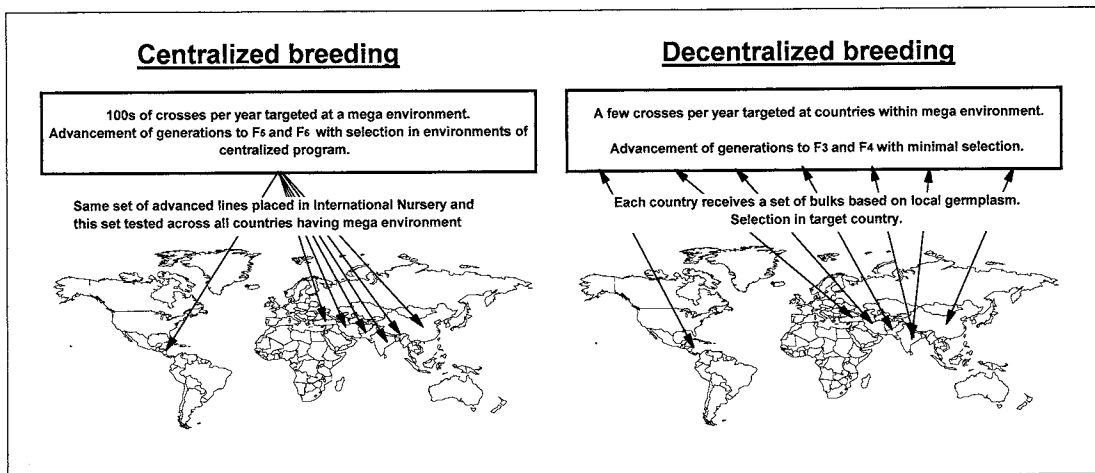 Centralized breeding
100s of crosses per year targeted at a mega environment.
Advancement of generations to F5 and F6 with selection in environments of
centralized program.
Same set of advanced lines placed in International Nursery and
this set tested across all countries having mega environment
Decentralized breeding
A few crosses per year targeted at countries within mega environment.
Advancement of generations to F3 and F4 with minimal selection.
Each country receives a set of bulks based on local germplasm.
Selection in target country.